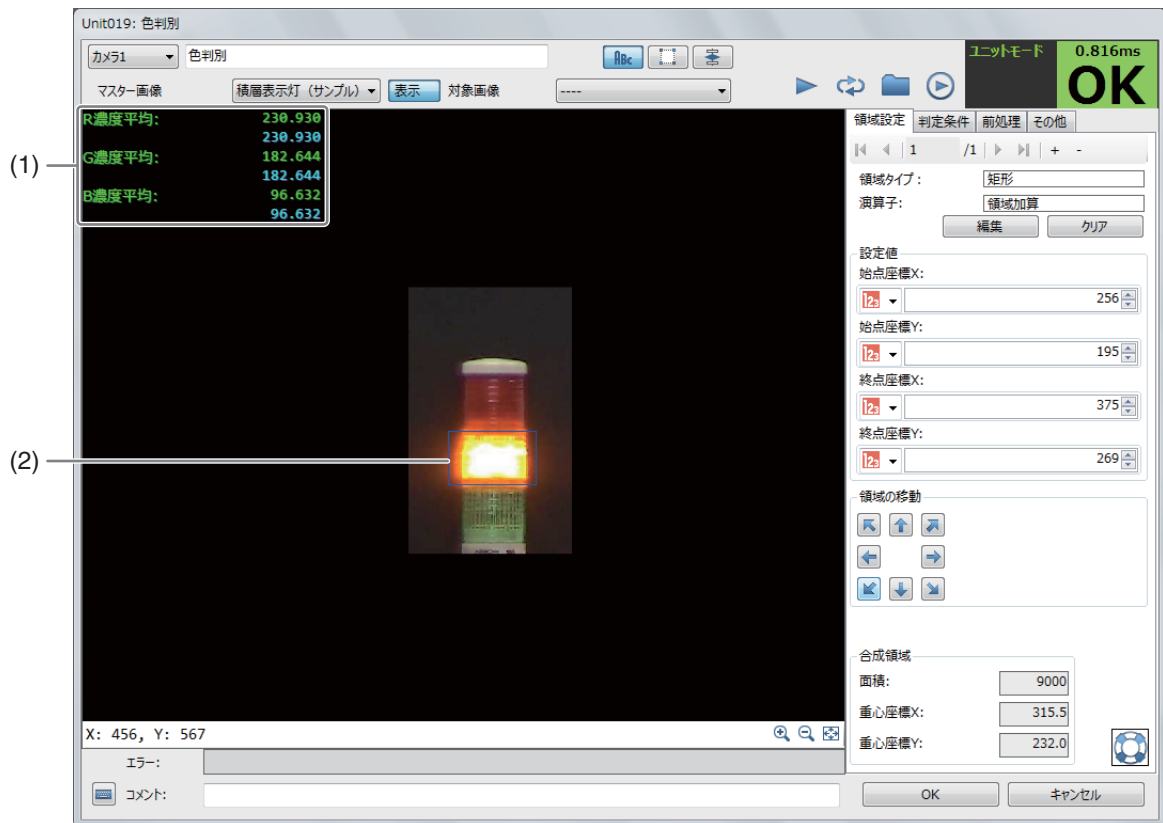 Unit019: 色判別
カメラ1 色判別 ABC ユニットモード 0.816ms
OK
マスター画像 積層表示灯 (サンプル) 表示 対象画像 ----
(1)
R濃度平均: 230.930
230.930
G濃度平均: 182.644
182.644
B濃度平均: 96.632
96.632
(2)
X: 456, Y: 567
領域設定 判定条件 前処理 その他
1 /1 + -
領域タイプ: 矩形
演算子: 領域加算
編集 クリア
設定値
始点座標X:
123 256
始点座標Y:
123 195
終点座標X:
123 375
終点座標Y:
123 269
領域の移動
合成領域
面積: 9000
重心座標X: 315.5
重心座標Y: 232.0
エラー:
コメント:
OK キャンセル